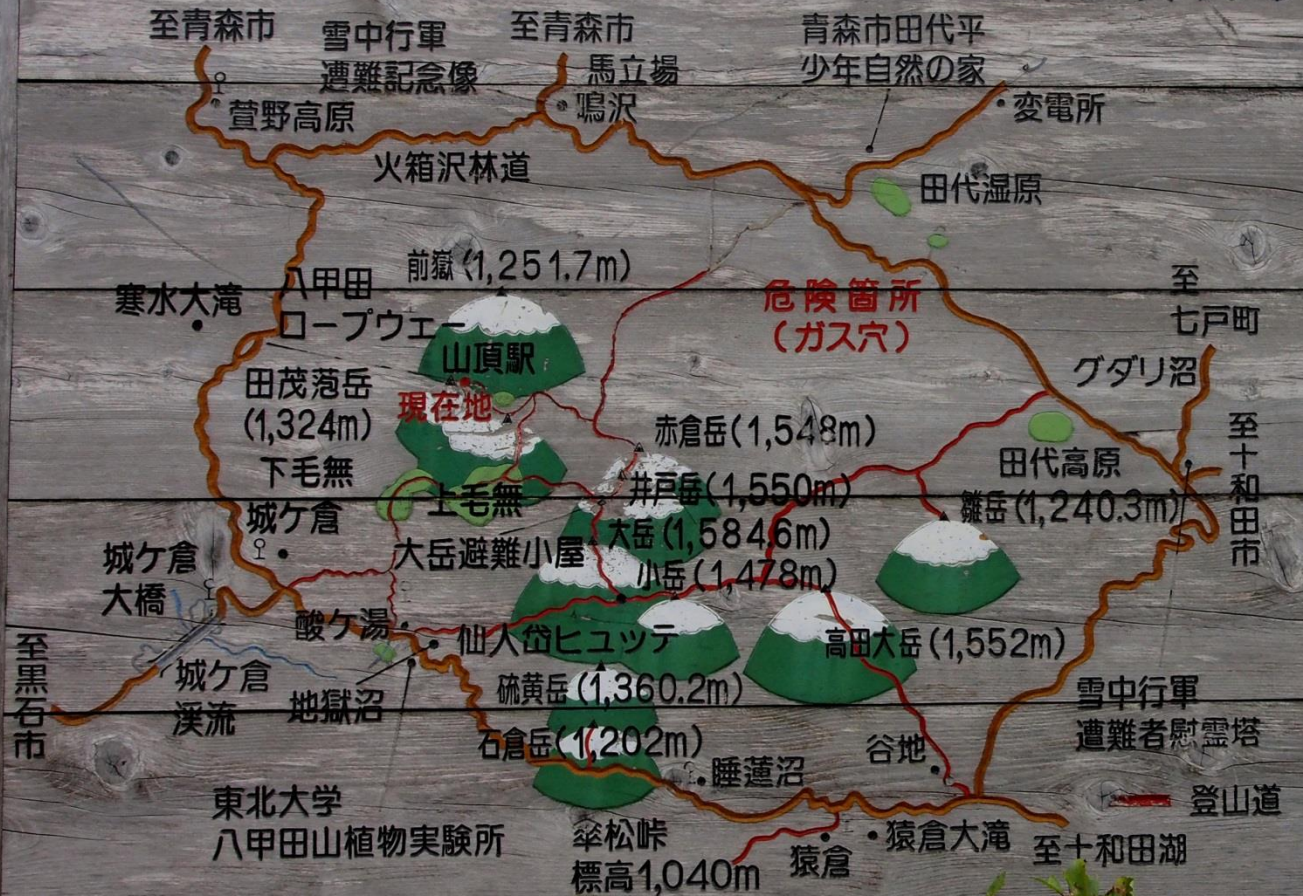 至青森市
雪中行軍
遭難記念像
至青森市
馬立場
鳴沢
青森市田代平
少年自然の家
変電所
萱野高原
火箱沢林道
田代湿原
前嶽(1,251.7m)
八甲田
ロープウェー
山頂駅
寒水大滝
危険箇所
(ガス穴)
至
七戸町
グダリ沼
田茂萢岳
(1,324m)
現在地
赤倉岳(1,548m)
至十和田市
田代高原
下毛無
上毛無
井戸岳(1,550m)
雛岳(1,240.3m)
城ケ倉
大岳(1,584.6m)
大岳避難小屋
小岳(1,478m)
城ケ倉
大橋
酸ケ湯
仙人岱ヒュッテ
高田大岳(1,552m)
至黒石市
城ケ倉
溪流
地獄沼
硫黄岳(1,360.2m)
雪中行軍
遭難者慰霊塔
石倉岳(1,202m)
睡蓮沼
谷地
登山道
東北大学
八甲田山植物実験所
傘松峠
標高1,040m
猿倉
猿倉大滝
至十和田湖